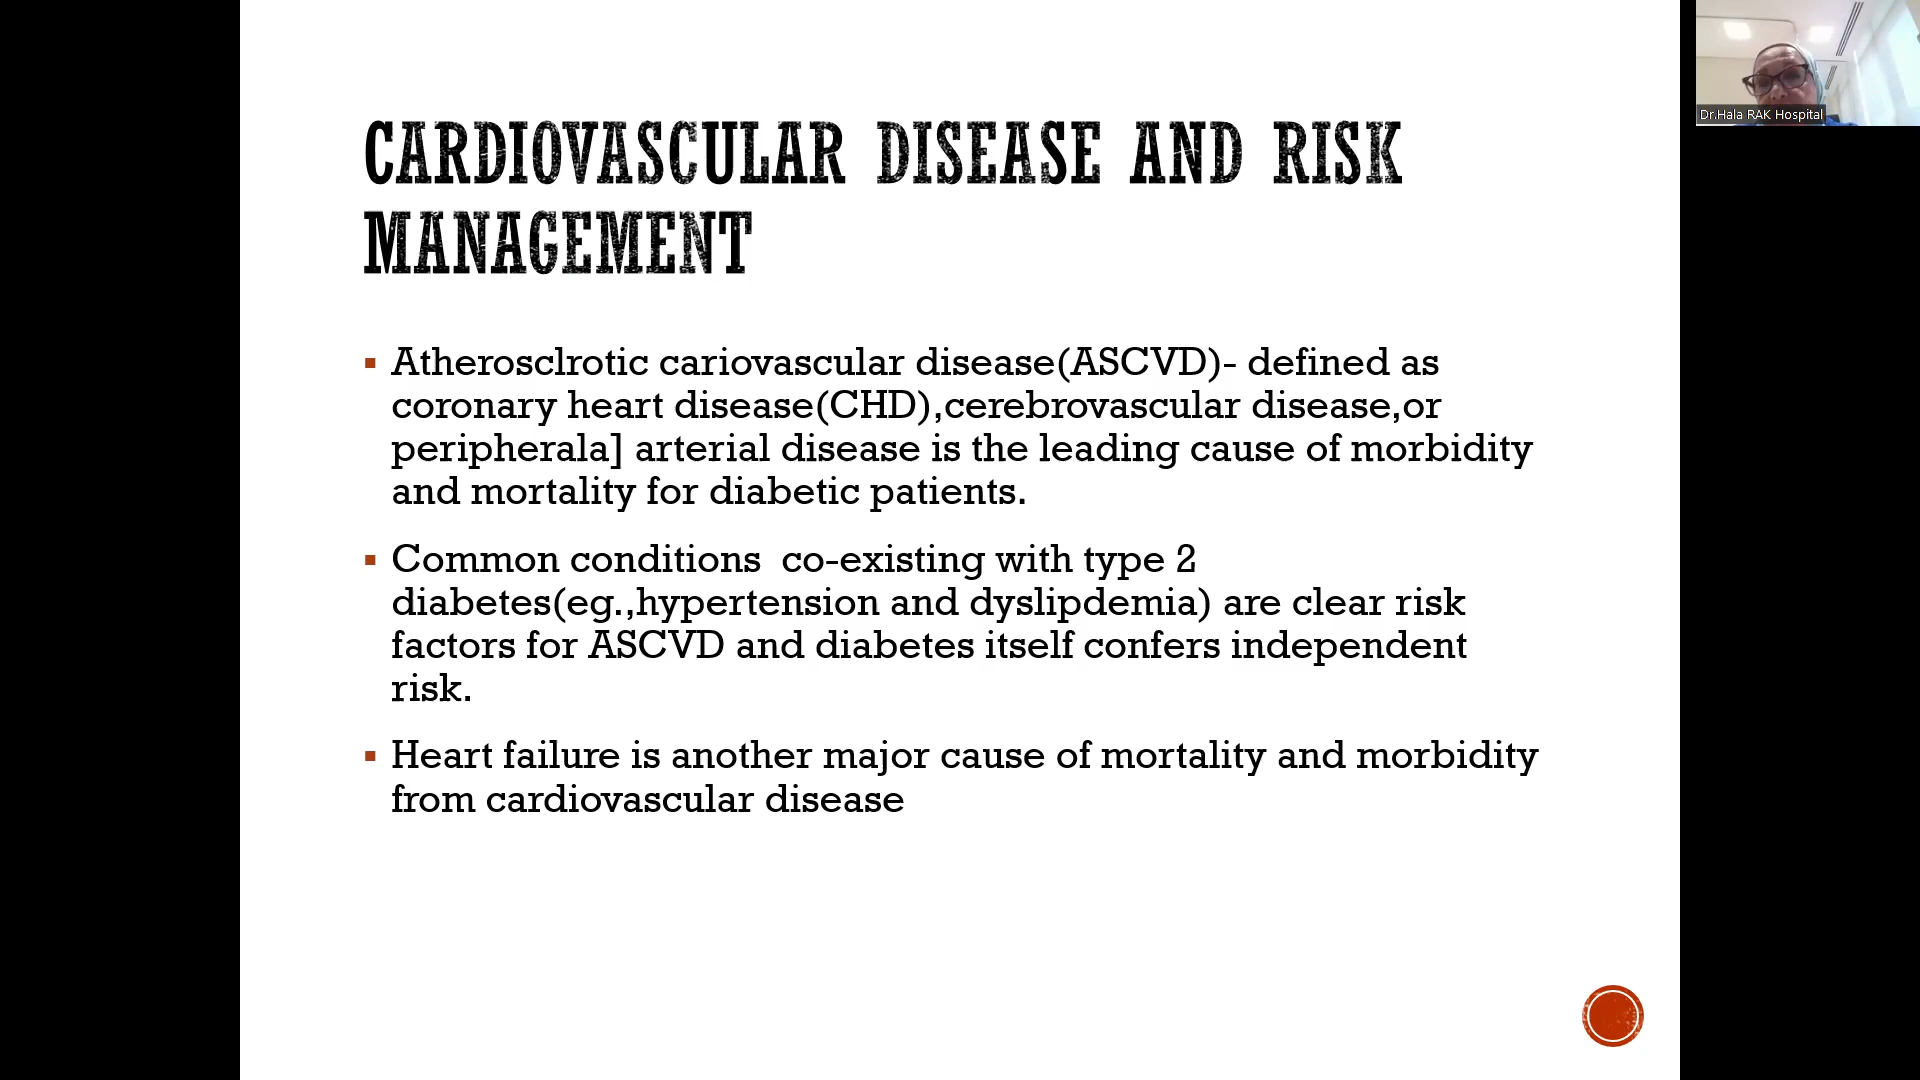 CARDIOVASCULAR DISEASE AND RISK
MANAGEMENT
Atherosclrotic cariovascular disease(ASCVD)- defined as
coronary heart disease(CHD),cerebrovascular disease,or
peripherala] arterial disease is the leading cause of morbidity
and mortality for diabetic patients.
Common conditions  co-existing with type 2
diabetes(eg.,hypertension and dyslipdemia) are clear risk
factors for ASCVD and diabetes itself confers independent
risk.
Heart failure is another major cause of mortality and morbidity
from cardiovascular disease
Dr.Hala RAK Hospital